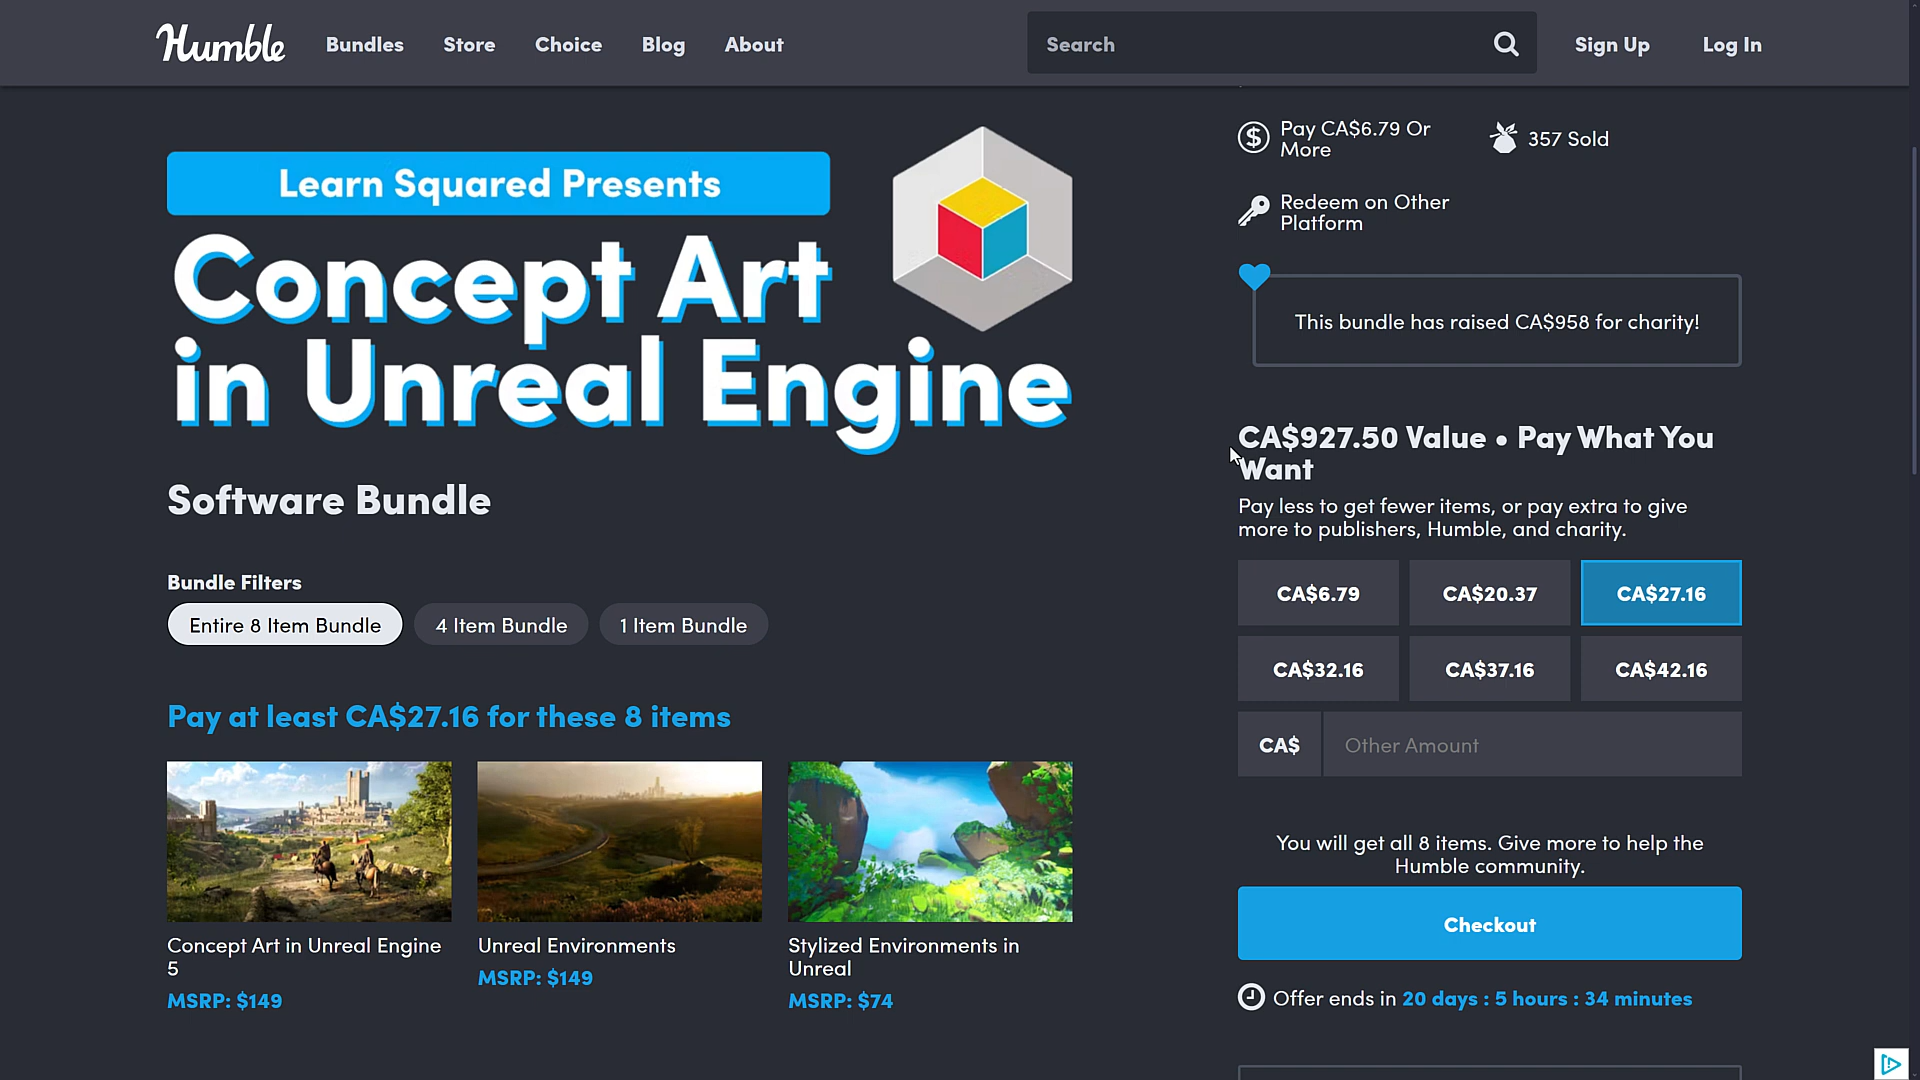 Humble
Bundles
Store
Choice
Blog
About
Search
Sign Up
Log In
Learn Squared Presents
Concept Art
in Unreal Engine
Software Bundle
Bundle Filters
Entire 8 Item Bundle
4 Item Bundle
1 Item Bundle
Pay at least CA$27.16 for these 8 items
Concept Art in Unreal Engine
5
MSRP: $149
Unreal Environments
MSRP: $149
Stylized Environments in
Unreal
MSRP: $74
Pay CA$6.79 Or
More
357 Sold
Redeem on Other
Platform
This bundle has raised CA$958 for charity!
CA$927.50 Value • Pay What You
Want
Pay less to get fewer items, or pay extra to give
more to publishers, Humble, and charity.
CA$6.79
CA$20.37
CA$27.16
CA$32.16
CA$37.16
CA$42.16
CA$
Other Amount
You will get all 8 items. Give more to help the
Humble community.
Checkout
Offer ends in 20 days : 5 hours : 34 minutes